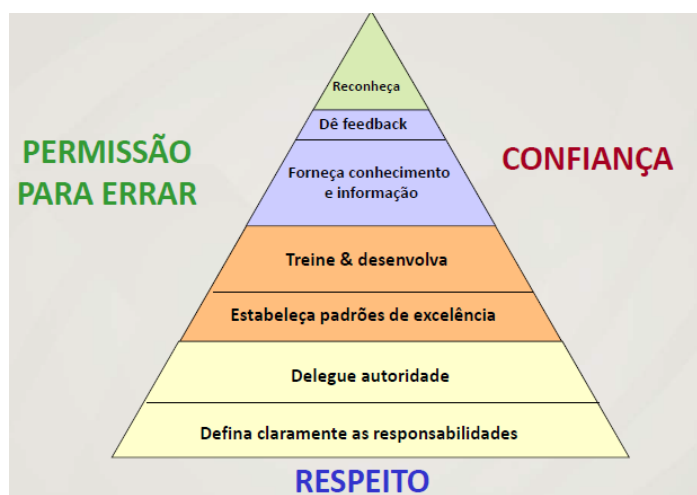 Reconheça
Dê feedback
PERMISSÃO
PARA ERRAR
CONFIANÇA
Forneça conhecimento
e informação
Treine & desenvolva
Estabeleça padrões de excelência
Delegue autoridade
Defina claramente as responsabilidades
RESPEITO